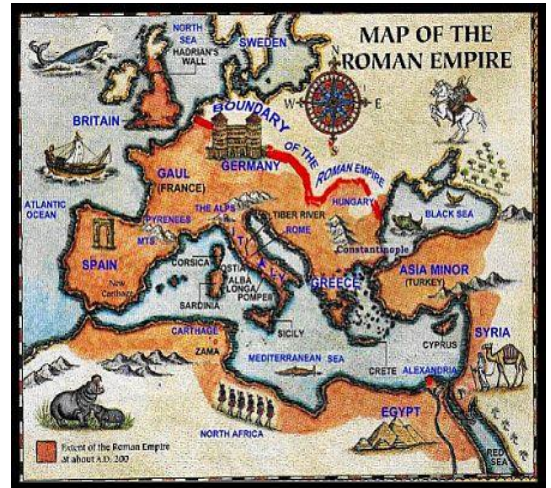 MAP OF THE
ROMAN EMPIRE
NORTH
SEA
HADRIAN'S
WALL
SWEDEN
N
W
E
S
BRITAIN
BOUNDARY
OF THE
ROMAN EMPIRE
GERMANY
GAUL
(FRANCE)
HUNGARY
ATLANTIC
OCEAN
THE ALPS
TIBER RIVER
BLACK SEA
PYRENEES
MTS
ROME
ITALY
Constantinople
SPAIN
CORSICA
OSTIA
ALBA
LONGA
POMPEII
GREECE
ASIA MINOR
(TURKEY)
New
Carthage
SARDINIA
SICILY
CARTHAGE
ZAMA
SYRIA
CYPRUS
MEDITERRANEAN SEA
CRETE
ALEXANDRIA
NORTH AFRICA
EGYPT
RED
SEA
Extent of the Roman Empire
at about A.D. 200